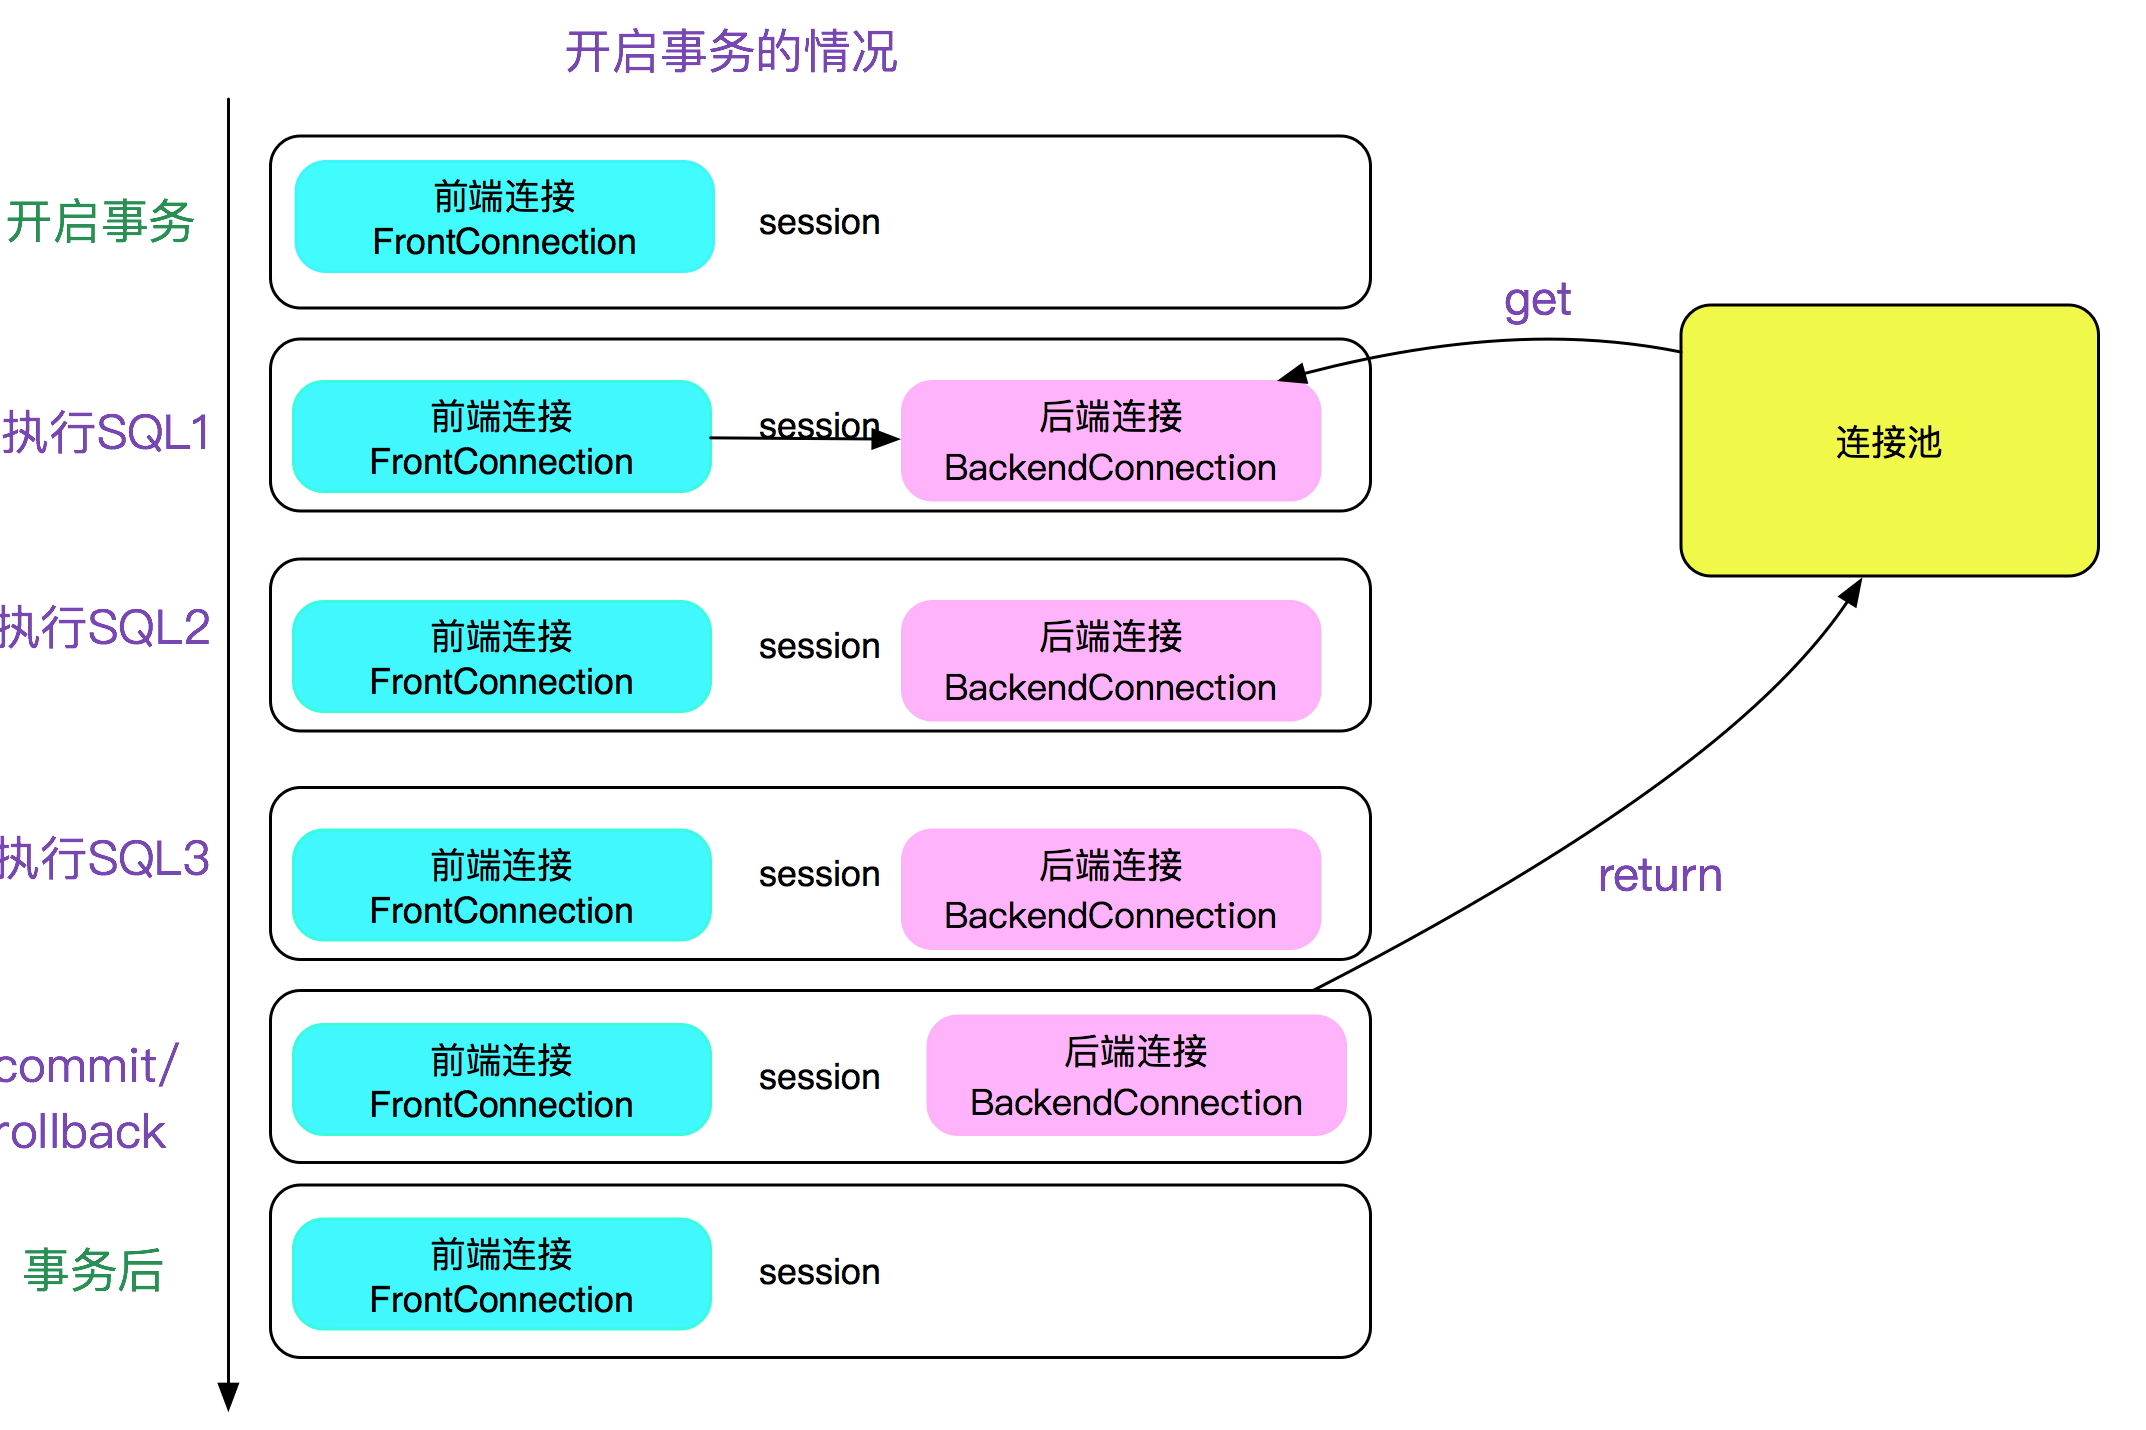 开启事务的情况
开启事务
前端连接
FrontConnection
session
get
执行SQL1
前端连接
FrontConnection
session
后端连接
BackendConnection
连接池
执行SQL2
前端连接
FrontConnection
session
后端连接
BackendConnection
执行SQL3
前端连接
FrontConnection
session
后端连接
BackendConnection
return
commit/
rollback
前端连接
FrontConnection
session
后端连接
BackendConnection
事务后
前端连接
FrontConnection
session